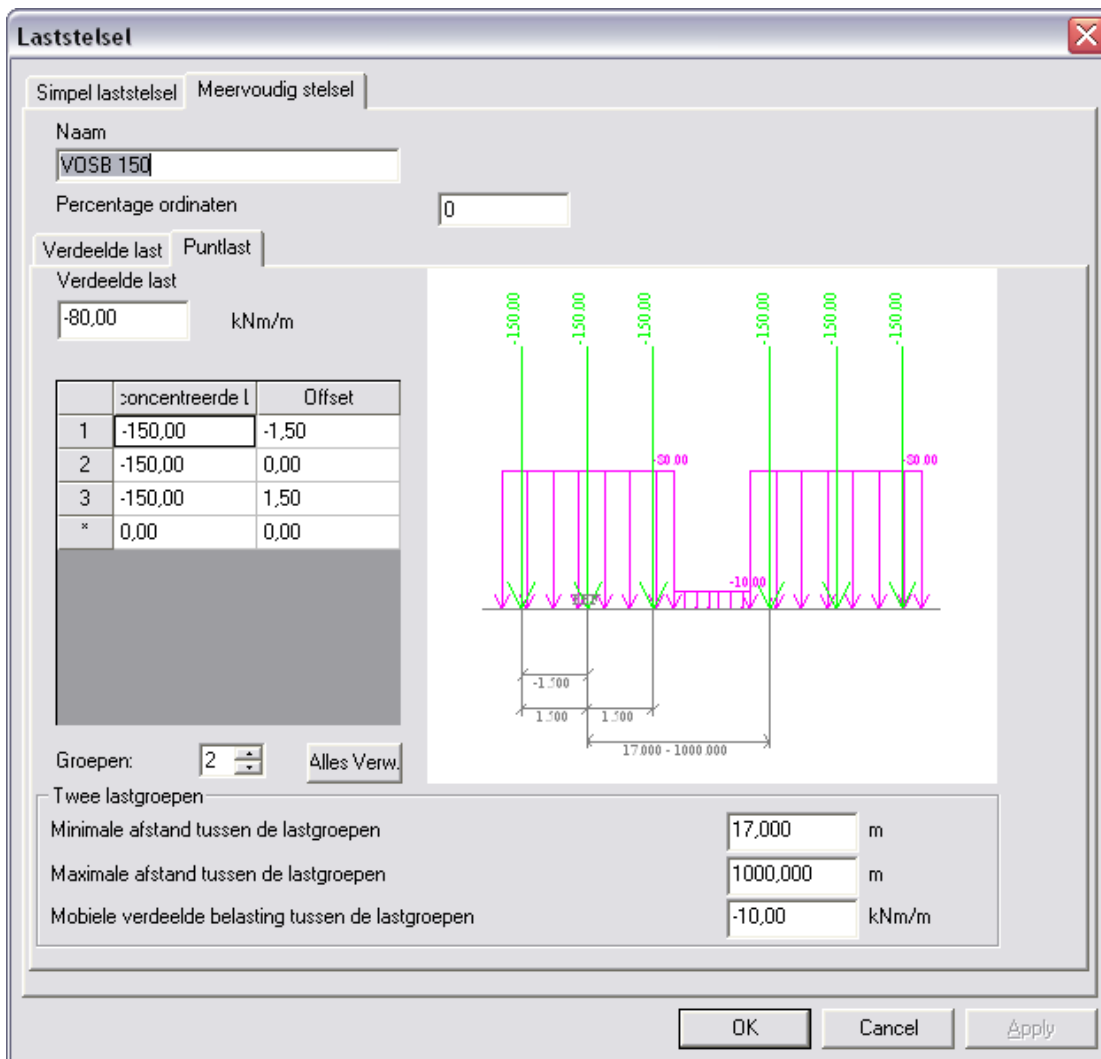 Laststelsel
Simpel laststelsel Meervoudig stelsel
Naam
VOSB 150
Percentage ordinaten 0
Verdeelde last Puntlast
Verdeelde last
-80,00 kNm/m
concentreerde l Offset
1 -150,00 -1,50
2 -150,00 0,00
3 -150,00 1,50
* 0,00 0,00
-150.00 -150.00 -150.00 -150.00 -150.00 -150.00
-80.00 -80.00
-10.00
-1.500
1.500 1.500
17.000 - 1000.000
Groepen: 2 Alles Verw.
Twee lastgroepen
Minimale afstand tussen de lastgroepen 17,000 m
Maximale afstand tussen de lastgroepen 1000,000 m
Mobiele verdeelde belasting tussen de lastgroepen -10,00 kNm/m
OK Cancel Apply